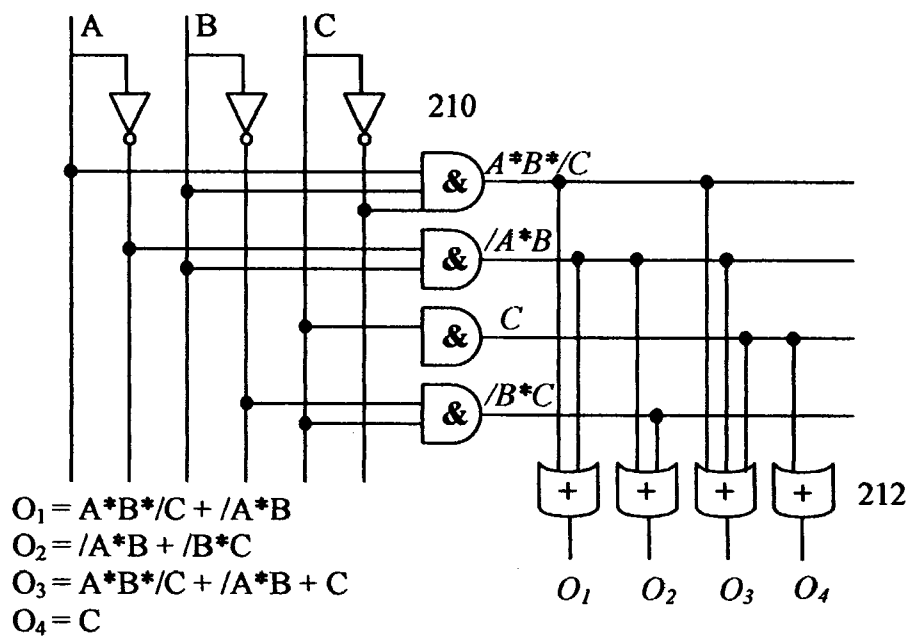 A B C
210
& A*B*/C
& /A*B
& C
& /B*C
+ + + + 212
O₁ = A*B*/C + /A*B
O₂ = /A*B + /B*C
O₃ = A*B*/C + /A*B + C
O₄ = C
O₁ O₂ O₃ O₄